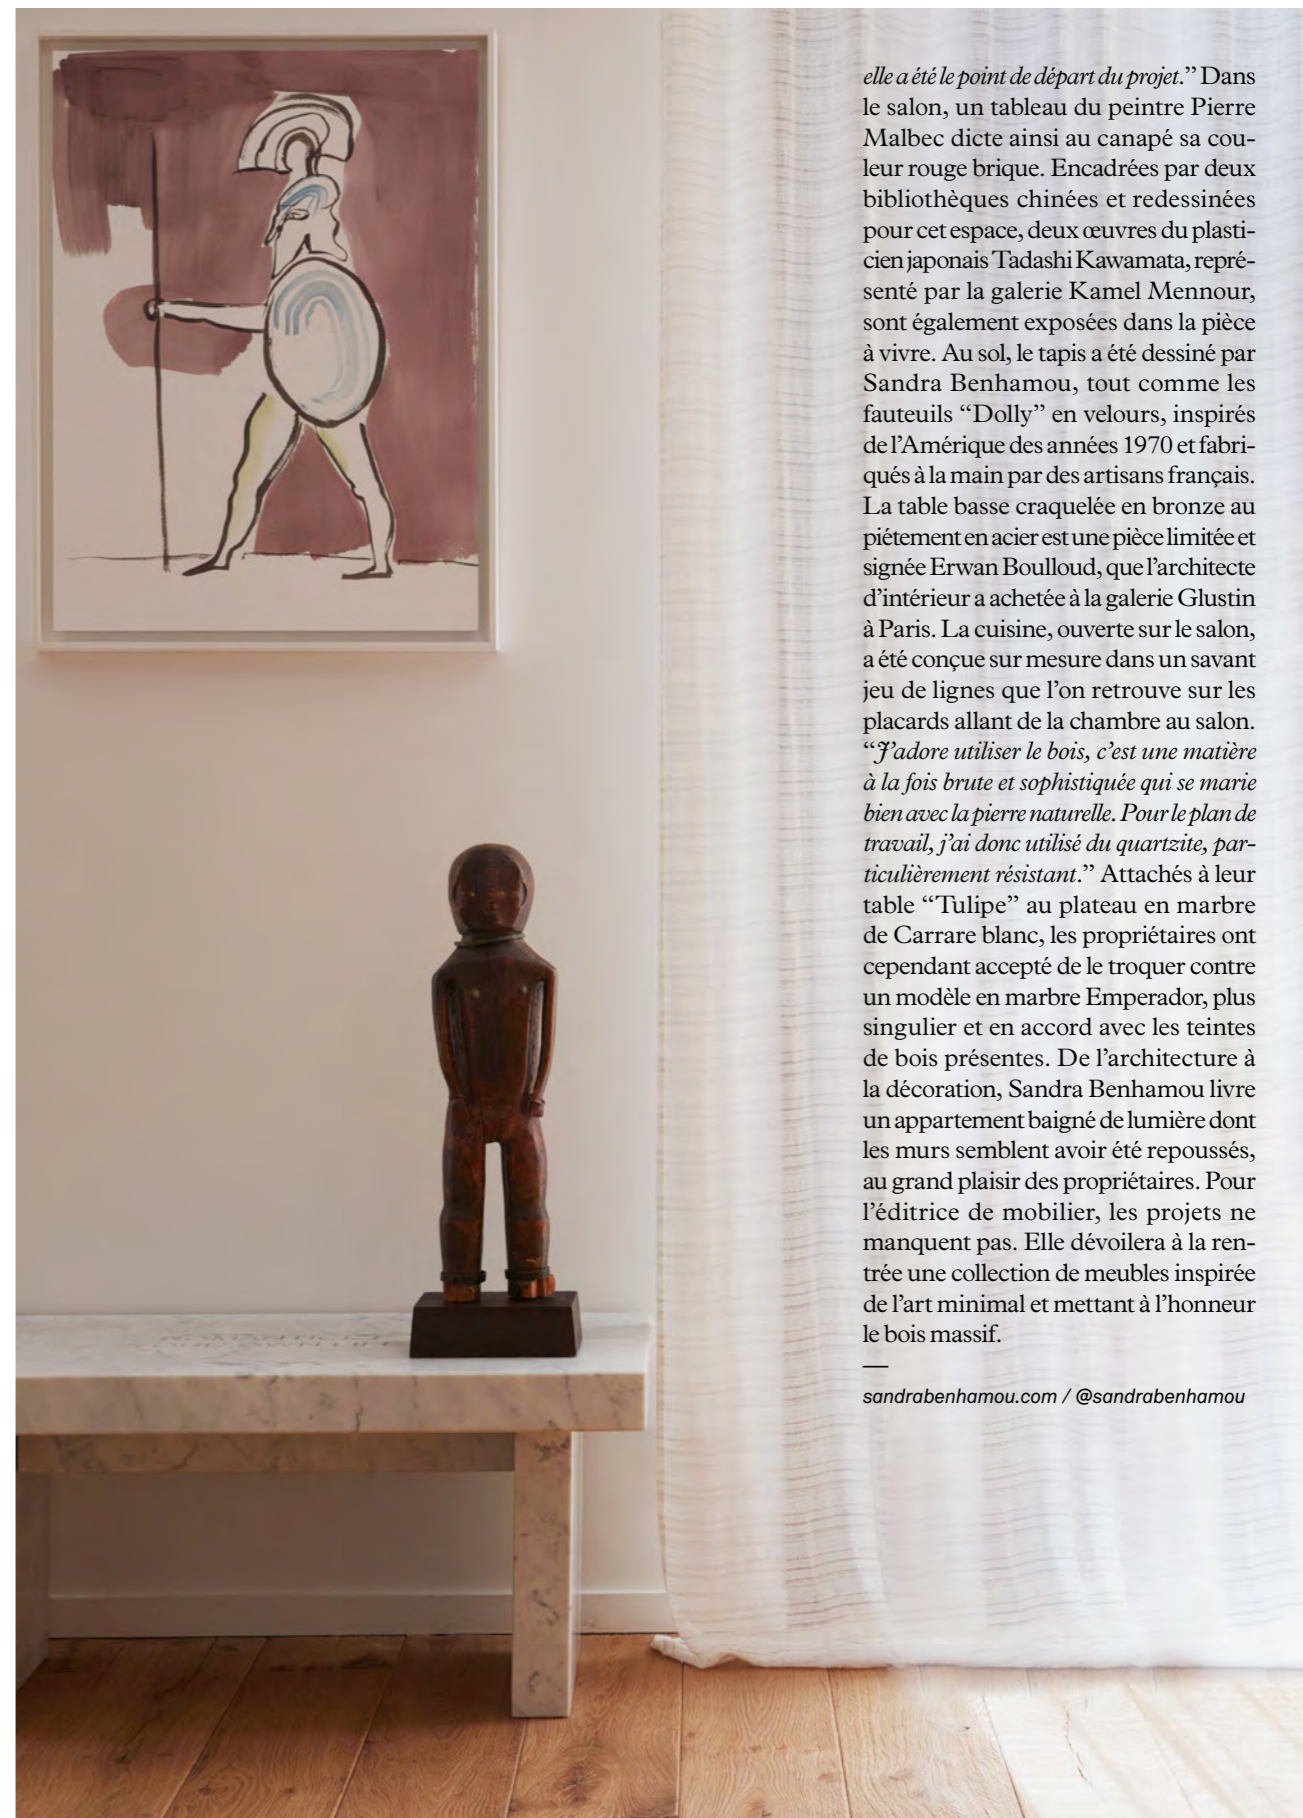 elle a été le point de départ du projet.” Dans
le salon, un tableau du peintre Pierre
Malbec dicte ainsi au canapé sa cou-
leur rouge brique. Encadrées par deux
bibliothèques chinées et redessinées
pour cet espace, deux œuvres du plasti-
cien japonais Tadashi Kawamata, repré-
senté par la galerie Kamel Mennour,
sont également exposées dans la pièce
à vivre. Au sol, le tapis a été dessiné par
Sandra Benhamou, tout comme les
fauteuils “Dolly” en velours, inspirés
de l’Amérique des années 1970 et fabri-
qués à la main par des artisans français.
La table basse craquelée en bronze au
piétement en acier est une pièce limitée et
signée Erwan Boulloud, que l’architecte
d’intérieur a achetée à la galerie Glustin
à Paris. La cuisine, ouverte sur le salon,
a été conçue sur mesure dans un savant
jeu de lignes que l’on retrouve sur les
placards allant de la chambre au salon.
“J’adore utiliser le bois, c’est une matière
à la fois brute et sophistiquée qui se marie
bien avec la pierre naturelle. Pour le plan de
travail, j’ai donc utilisé du quartzite, par-
ticulièrement résistant.” Attachés à leur
table “Tulipe” au plateau en marbre
de Carrare blanc, les propriétaires ont
cependant accepté de le troquer contre
un modèle en marbre Emperador, plus
singulier et en accord avec les teintes
de bois présentes. De l’architecture à
la décoration, Sandra Benhamou livre
un appartement baigné de lumière dont
les murs semblent avoir été repoussés,
au grand plaisir des propriétaires. Pour
l’éditrice de mobilier, les projets ne
manquent pas. Elle dévoilera à la ren-
trée une collection de meubles inspirée
de l’art minimal et mettant à l’honneur
le bois massif.
—
sandrabenhamou.com / @sandrabenhamou